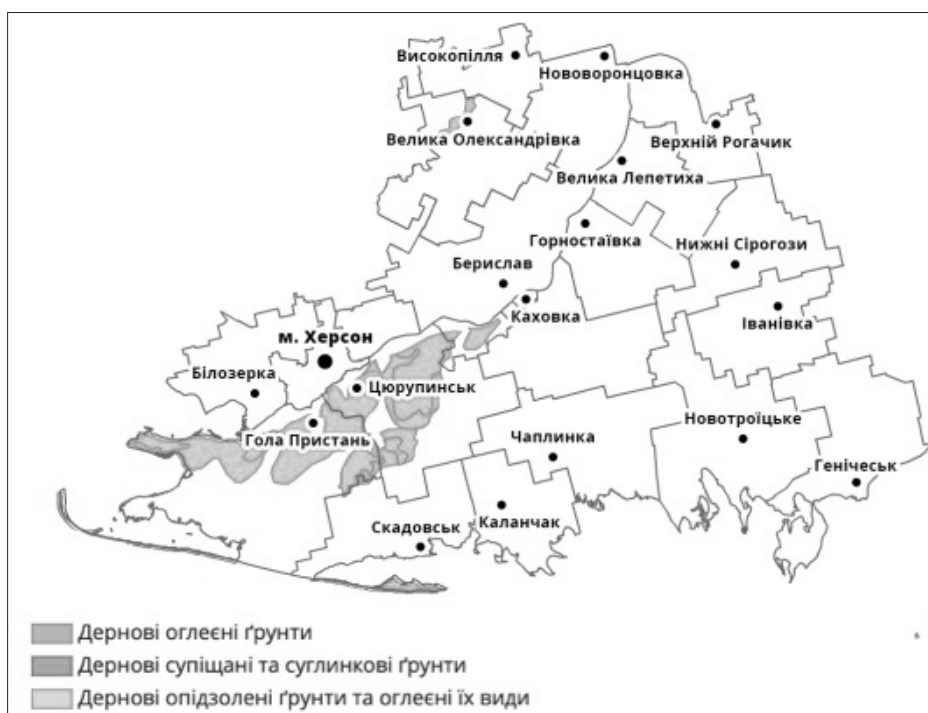 Високопілля
Нововоронцовка
Велика Олександрівка
Верхній Рогачик
Велика Лепетиха
Горностаївка
Нижні Сірогози
Берислав
Каховка
Іванівка
м. Херсон
Білозерка
Цюрупинськ
Гола Пристань
Новотроїцьке
Чаплинка
Генічеськ
Каланчак
Скадовськ
Дернові оглеєні ґрунти
Дернові супіщані та суглинкові ґрунти
Дернові опідзолені ґрунти та оглеєні їх види